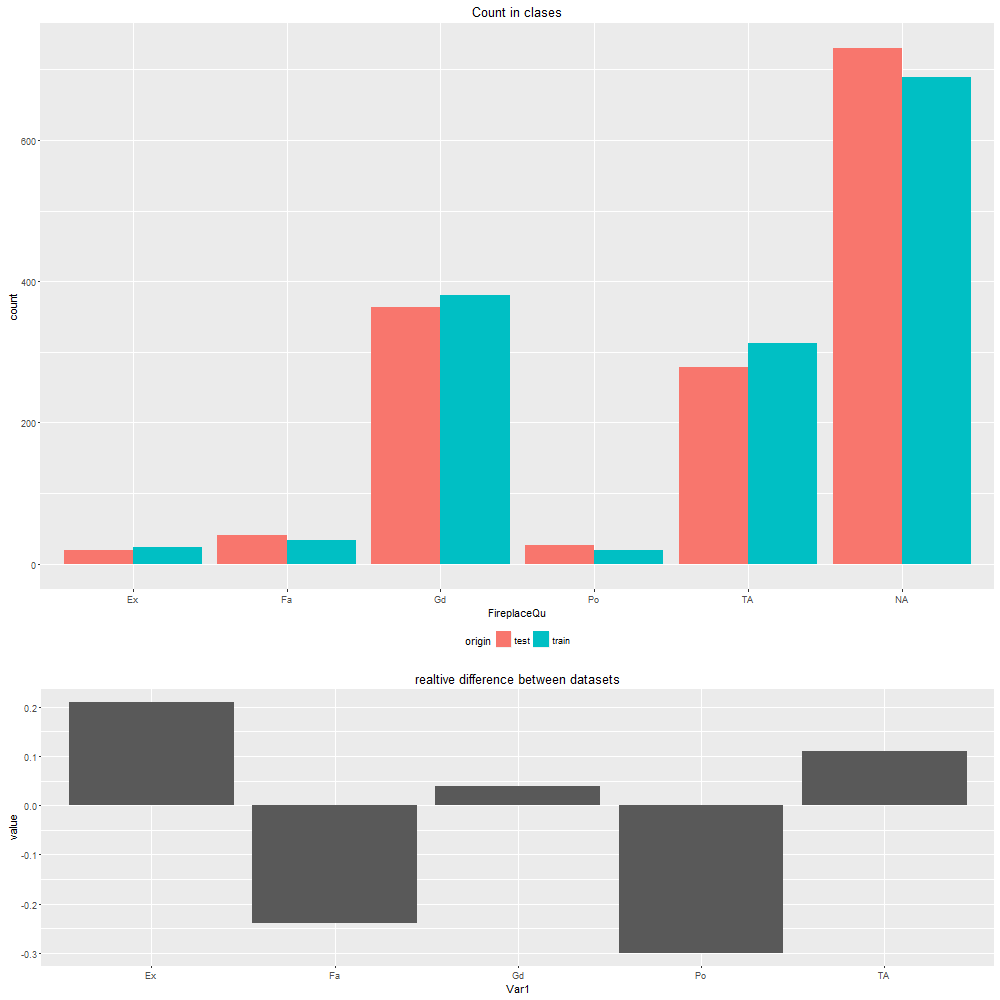 Count in clases
600
400
200
0
count
Ex Fa Gd Po TA NA
FireplaceQu
origin test train
realtive difference between datasets
0.2
0.1
0.0
-0.1
-0.2
-0.3
value
Ex Fa Gd Po TA
Var1